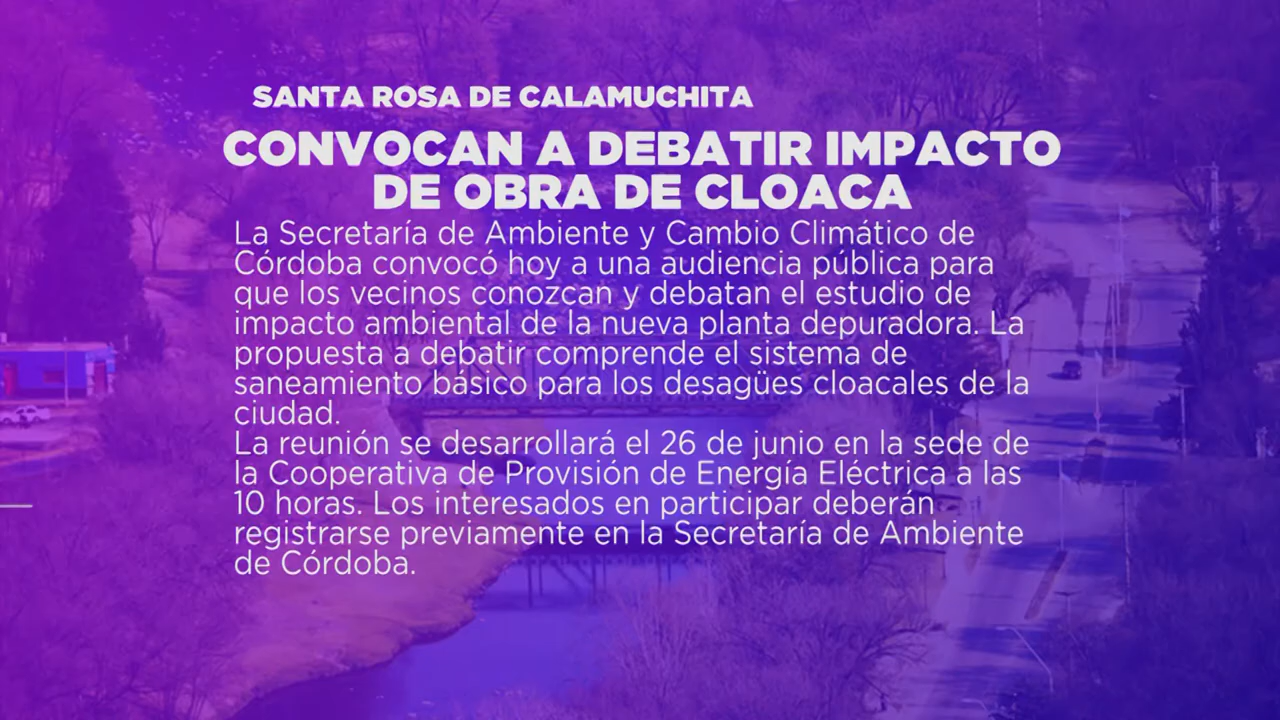 SANTA ROSA DE CALAMUCHITA
CONVOCAN A DEBATIR IMPACTO
DE OBRA DE CLOACA
La Secretaría de Ambiente y Cambio Climático de
Córdoba convocó hoy a una audiencia pública para
que los vecinos conozcan y debatan el estudio de
impacto ambiental de la nueva planta depuradora. La
propuesta a debatir comprende el sistema de
saneamiento básico para los desagües cloacales de la
ciudad.
La reunión se desarrollará el 26 de junio en la sede de
la Cooperativa de Provisión de Energía Eléctrica a las
10 horas. Los interesados en participar deberán
registrarse previamente en la Secretaría de Ambiente
de Córdoba.